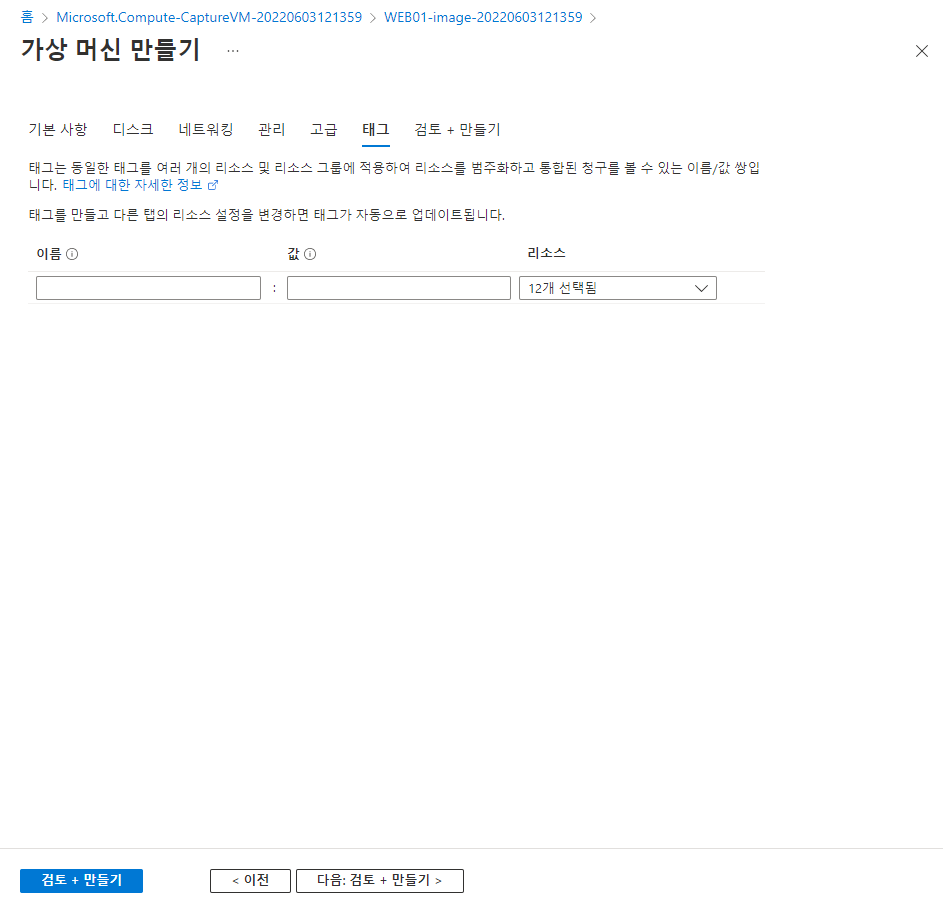 홈 > Microsoft.Compute-CaptureVM-20220603121359 > WEB01-image-20220603121359 >
가상 머신 만들기 ...
기본 사항 디스크 네트워킹 관리 고급 태그 검토 + 만들기
태그는 동일한 태그를 여러 개의 리소스 및 리소스 그룹에 적용하여 리소스를 범주화하고 통합된 청구를 볼 수 있는 이름/값 쌍입
니다. 태그에 대한 자세한 정보
태그를 만들고 다른 탭의 리소스 설정을 변경하면 태그가 자동으로 업데이트됩니다.
이름 값 리소스
: 12개 선택됨
검토 + 만들기 < 이전 다음: 검토 + 만들기 >